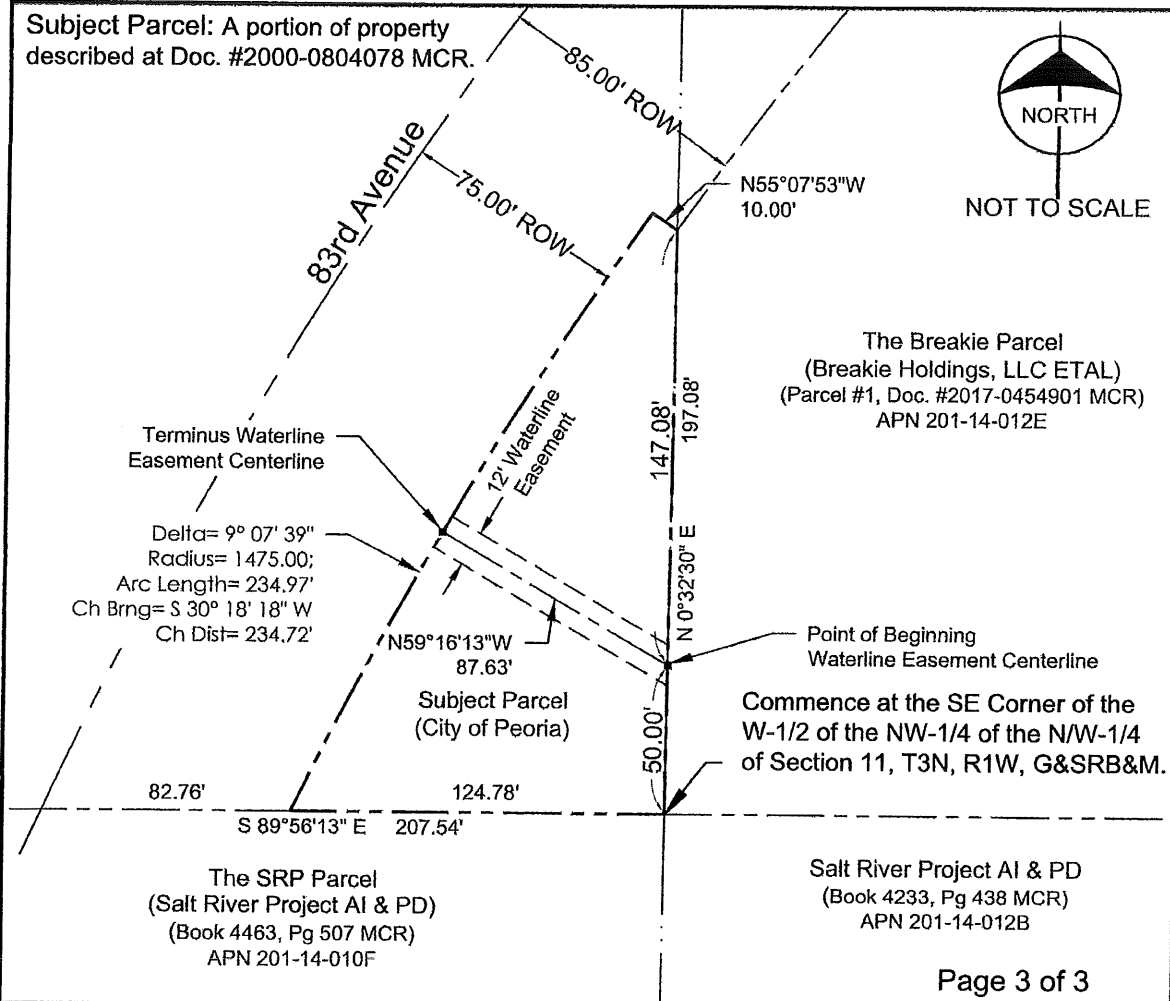 Subject Parcel: A portion of property
described at Doc. #2000-0804078 MCR.
85.00' ROW
NORTH
NOT TO SCALE
83rd Avenue
75.00' ROW
N55°07'53"W
10.00'
The Breakie Parcel
(Breakie Holdings, LLC ETAL)
(Parcel #1, Doc. #2017-0454901 MCR)
APN 201-14-012E
147.08'
197.08'
N 0°32'30" E
12' Waterline
Easement
Terminus Waterline
Easement Centerline
Delta= 9° 07' 39"
Radius= 1475.00;
Arc Length= 234.97'
Ch Brng= S 30° 18' 18" W
Ch Dist= 234.72'
N59°16'13"W
87.63'
Point of Beginning
Waterline Easement Centerline
Subject Parcel
(City of Peoria)
50.00'
Commence at the SE Corner of the
W-1/2 of the NW-1/4 of the N/W-1/4
of Section 11, T3N, R1W, G&SRB&M.
82.76'
124.78'
S 89°56'13" E 207.54'
The SRP Parcel
(Salt River Project AI & PD)
(Book 4463, Pg 507 MCR)
APN 201-14-010F
Salt River Project AI & PD
(Book 4233, Pg 438 MCR)
APN 201-14-012B
Page 3 of 3